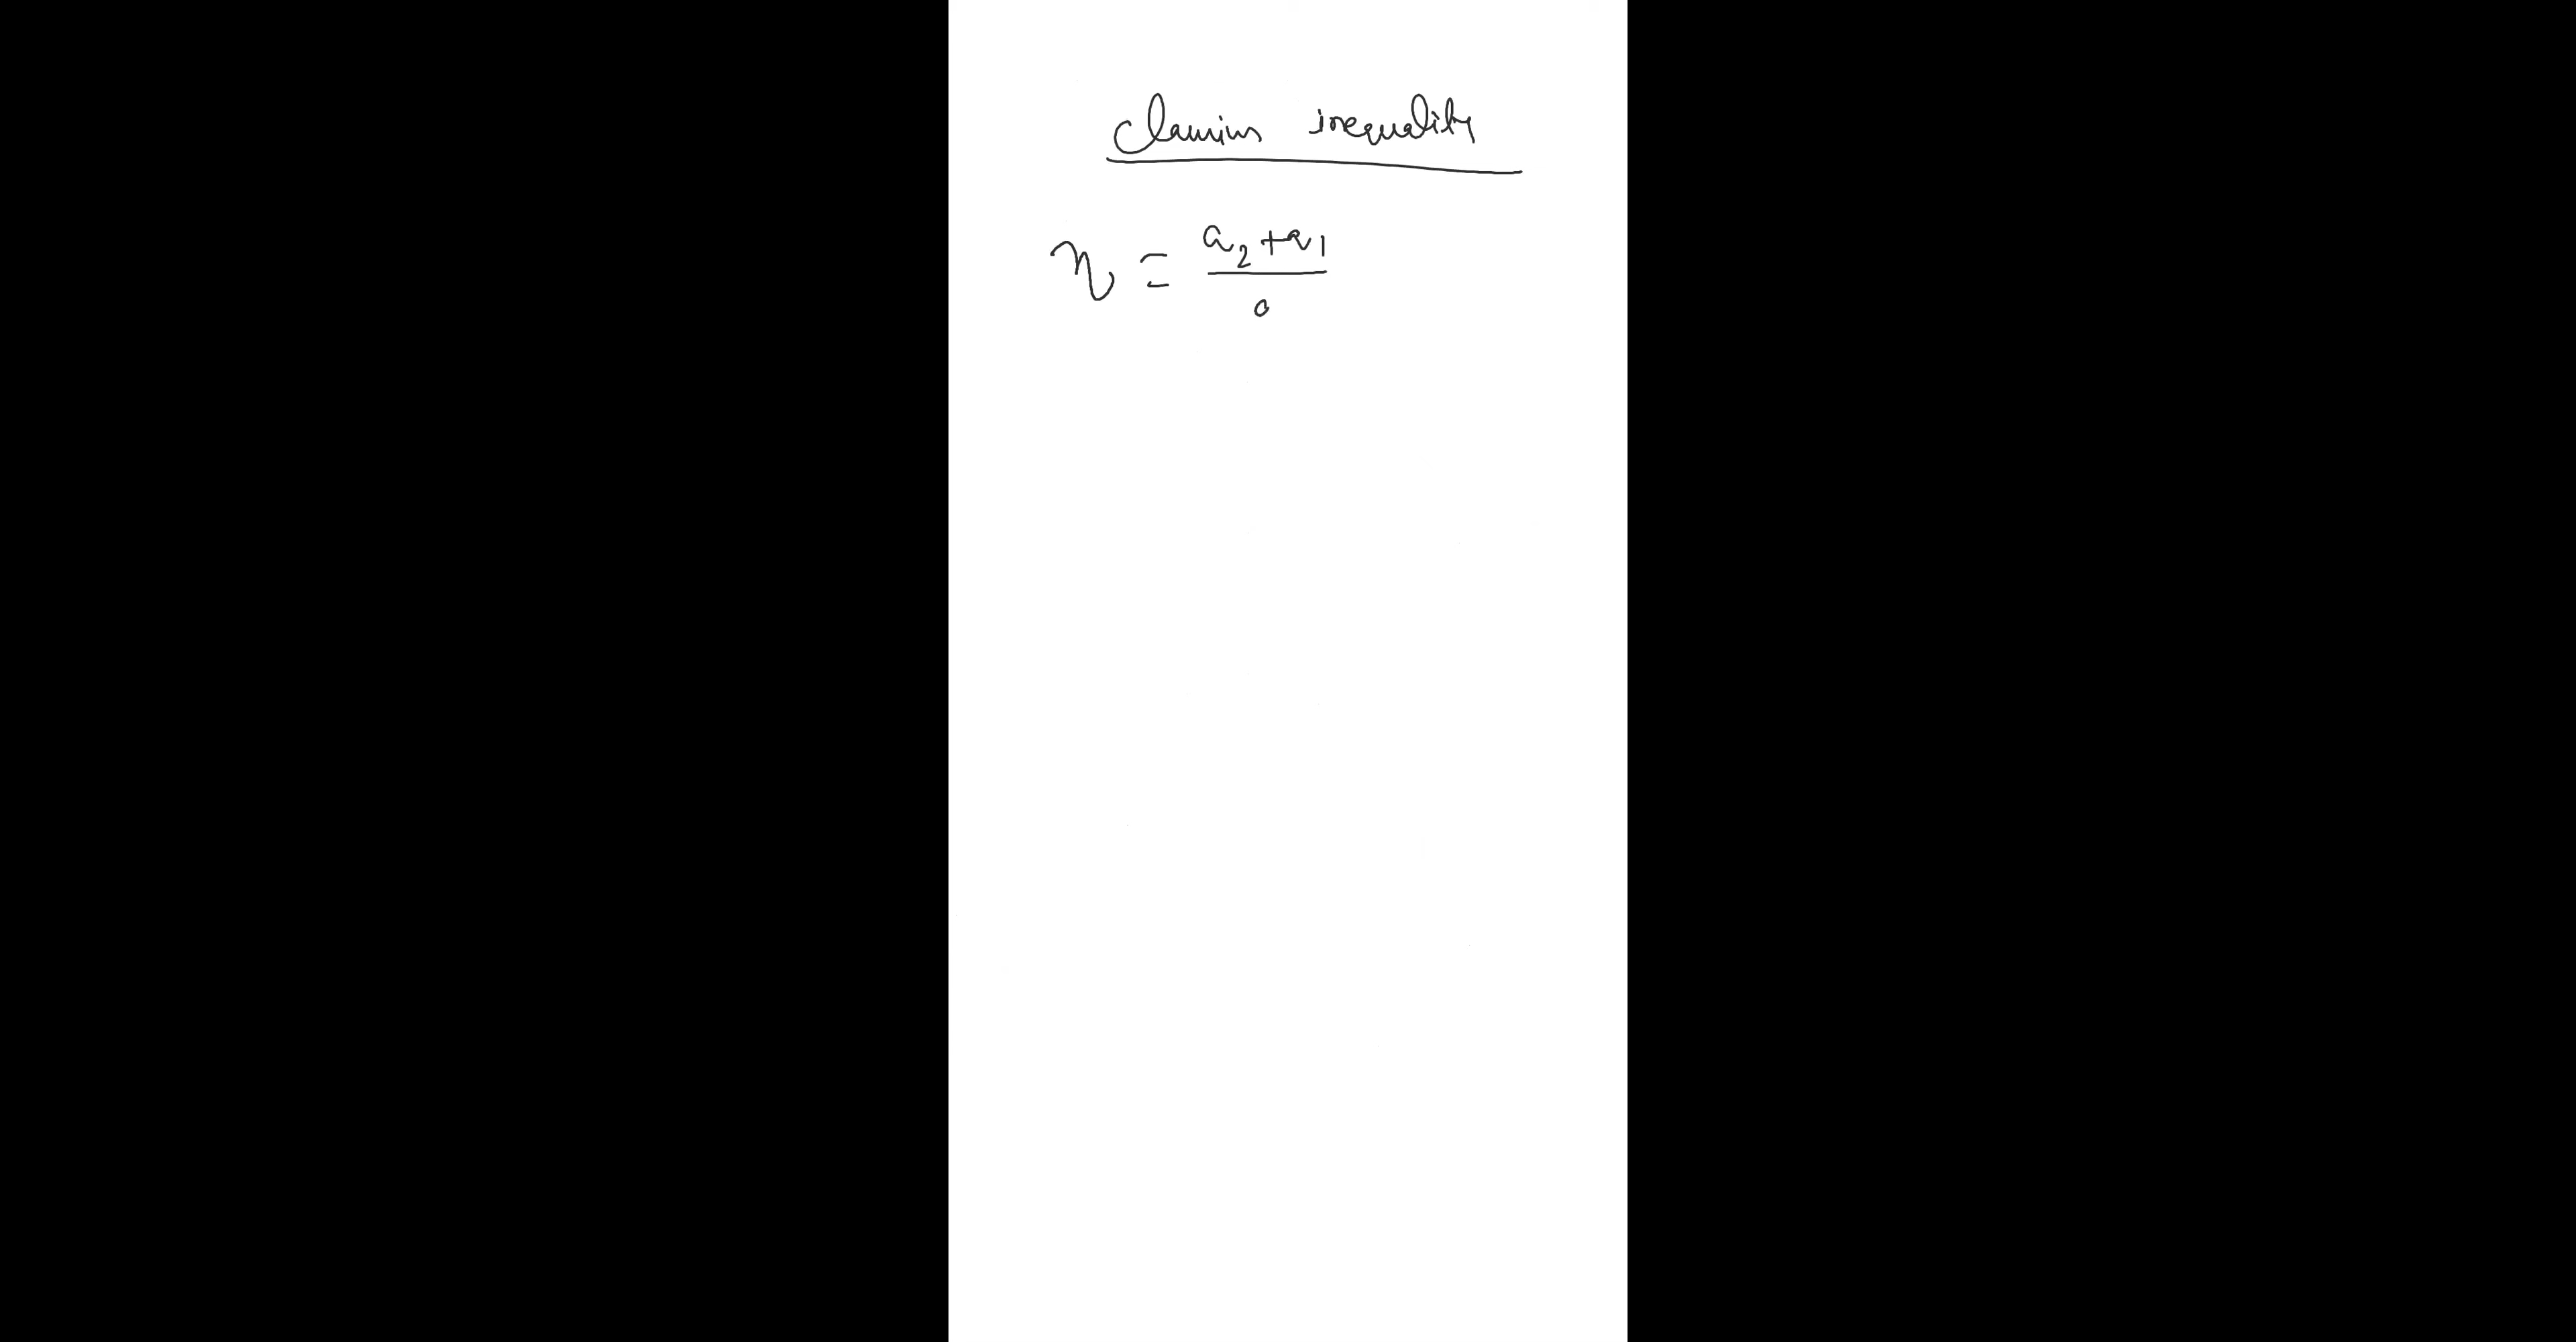 Clausius inequality
η = Q₂ + Q₁
Q